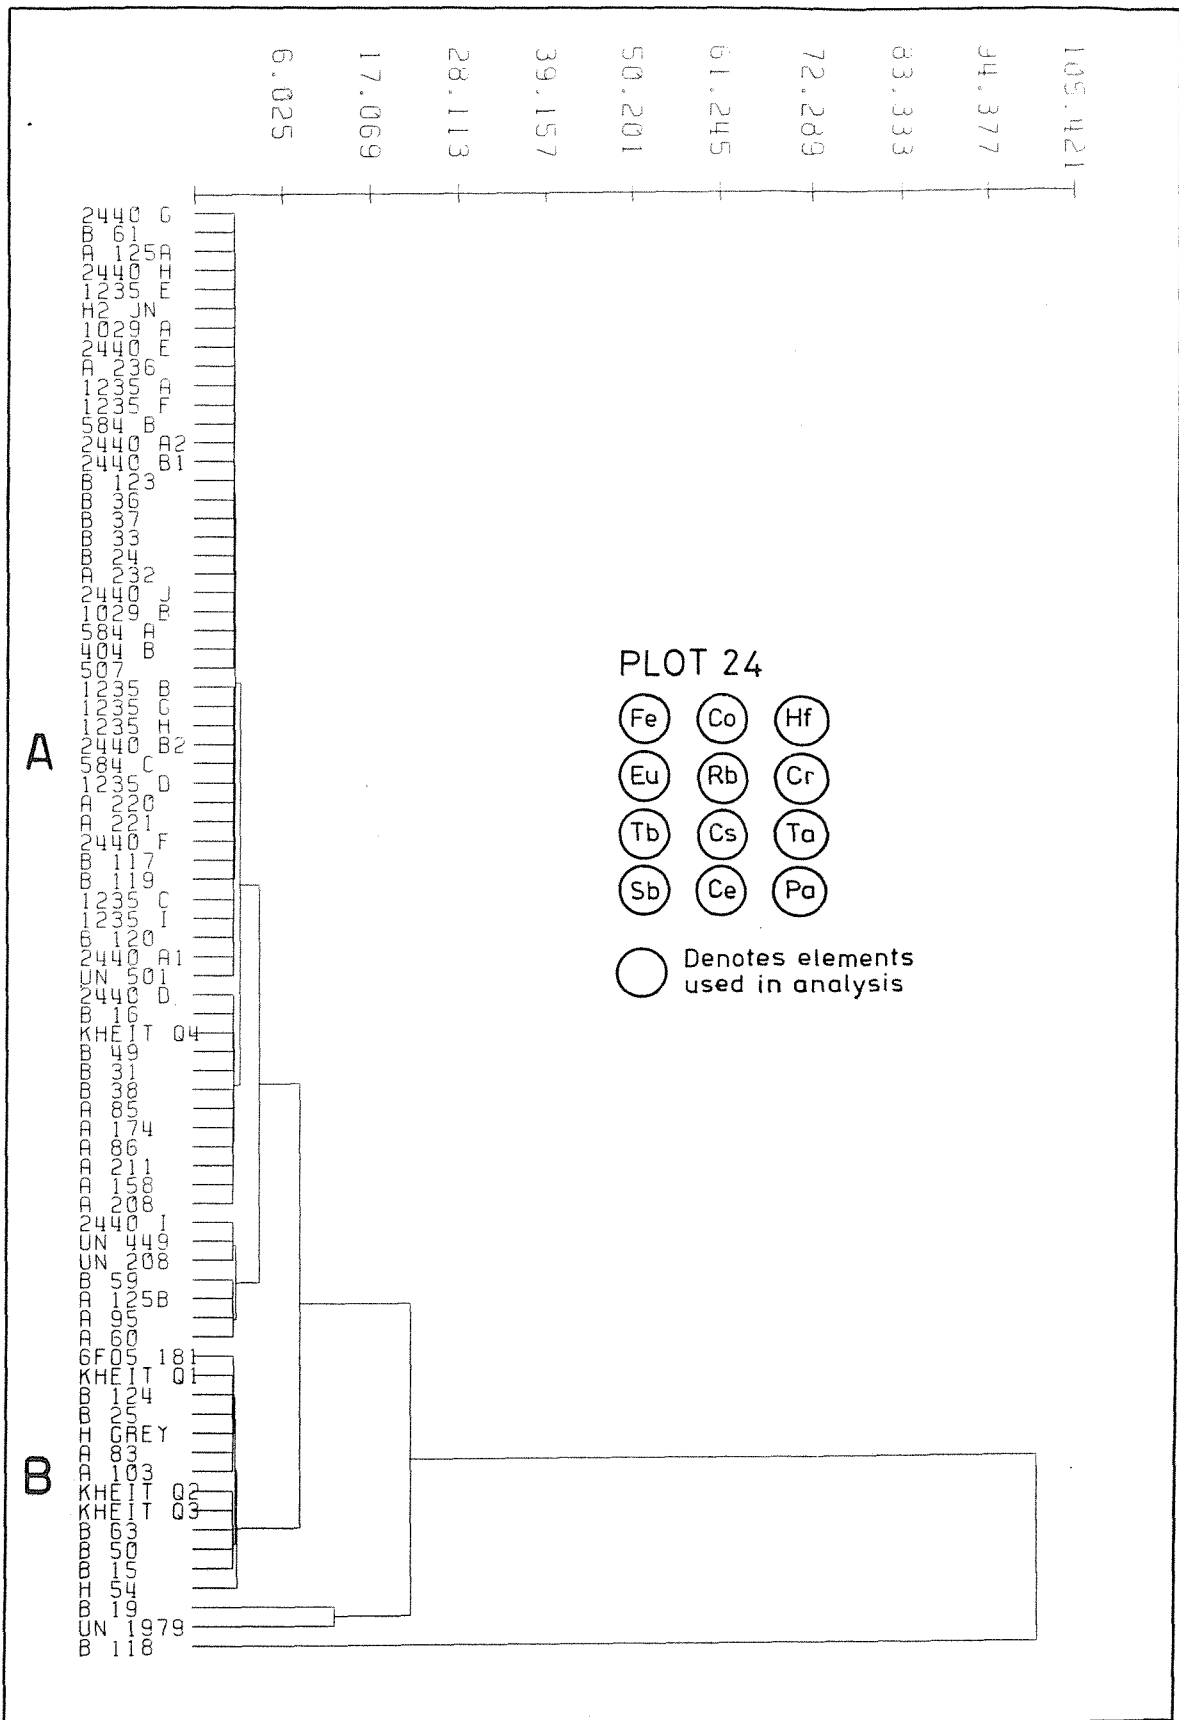 6.025
17.069
28.113
39.157
50.201
61.245
72.289
83.333
94.377
105.421
2440 G
B 61
A 125A
2440 H
1235 E
H2 JN
1029 A
2440 E
A 236
1235 A
1235 F
584 B
2440 A2
2440 B1
B 123
B 36
B 37
B 33
B 24
A 232
2440 J
1029 B
584 A
404 B
507
1235 B
1235 G
1235 H
2440 B2
584 C
1235 D
A 220
A 221
2440 F
B 117
B 119
1235 C
1235 I
B 120
2440 A1
UN 501
2440 D
B 16
KHEIT Q4
B 49
B 31
B 38
A 85
A 174
A 86
A 211
A 158
A 208
2440 I
UN 449
UN 208
B 59
A 125B
A 95
A 60
6F05 181
KHEIT Q1
B 124
B 25
H GREY
A 83
A 103
KHEIT Q2
KHEIT Q3
B 63
B 50
B 15
H 54
B 19
UN 1979
B 118
A
B
PLOT 24
Fe Co Hf
Eu Rb Cr
Tb Cs Ta
Sb Ce Pa
Denotes elements
used in analysis